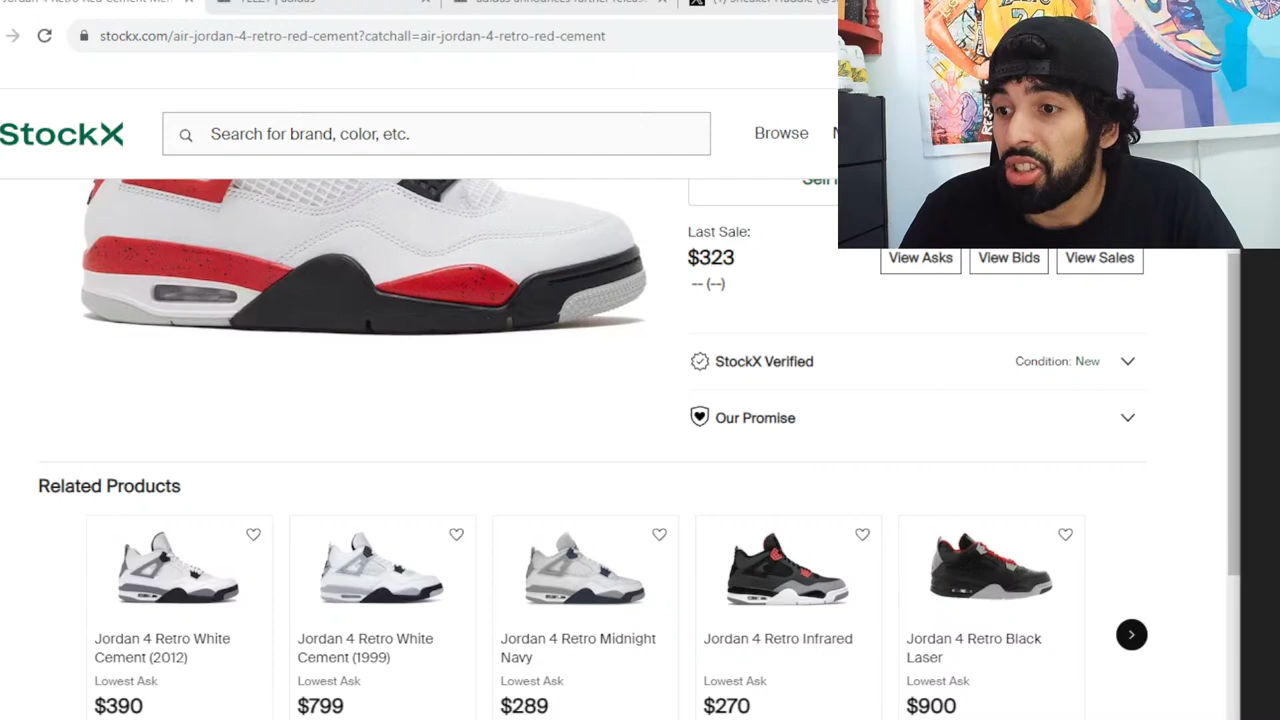 YEEZY | adidas
stockx.com/air-jordan-4-retro-red-cement?catchall=air-jordan-4-retro-red-cement
StockX
Search for brand, color, etc.
Browse
24
Last Sale:
$323
-- (--)
View Asks
View Bids
View Sales
StockX Verified
Condition: New
Our Promise
Related Products
Jordan 4 Retro White
Cement (2012)
Lowest Ask
$390
Jordan 4 Retro White
Cement (1999)
Lowest Ask
$799
Jordan 4 Retro Midnight
Navy
Lowest Ask
$289
Jordan 4 Retro Infrared
Lowest Ask
$270
Jordan 4 Retro Black
Laser
Lowest Ask
$900